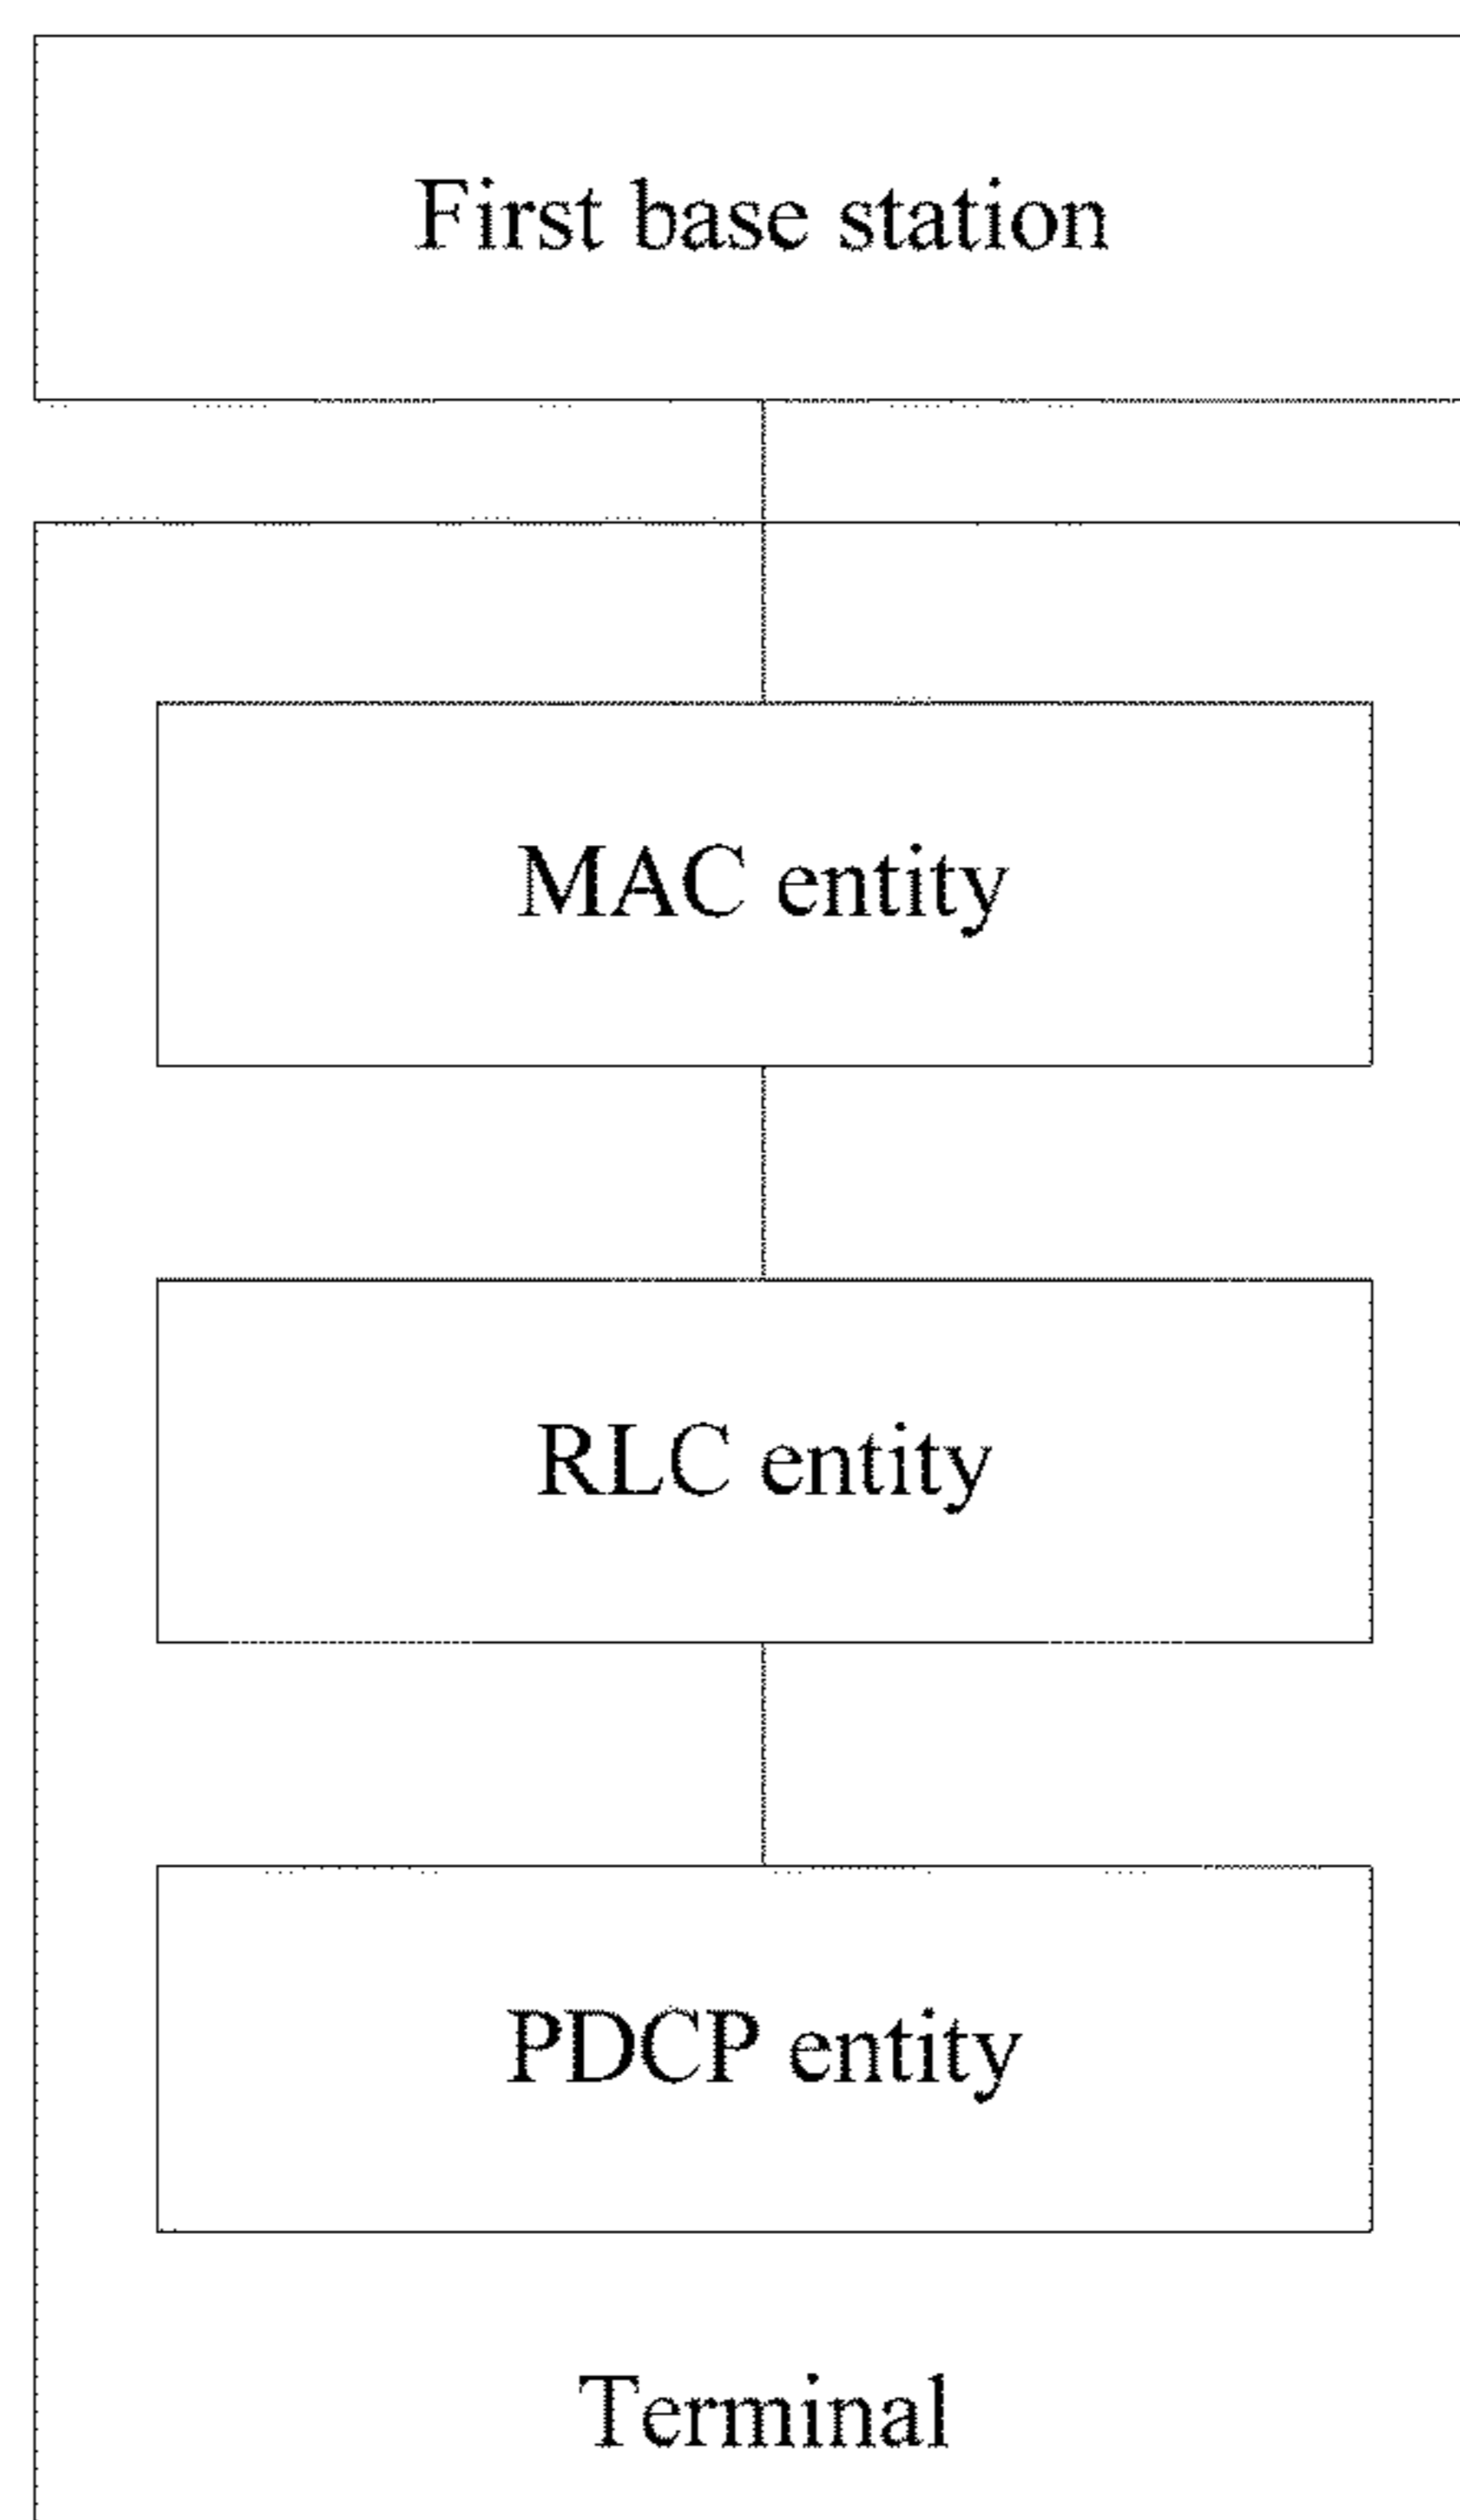 First base station
MAC entity
RLC entity
PDCP entity
Terminal